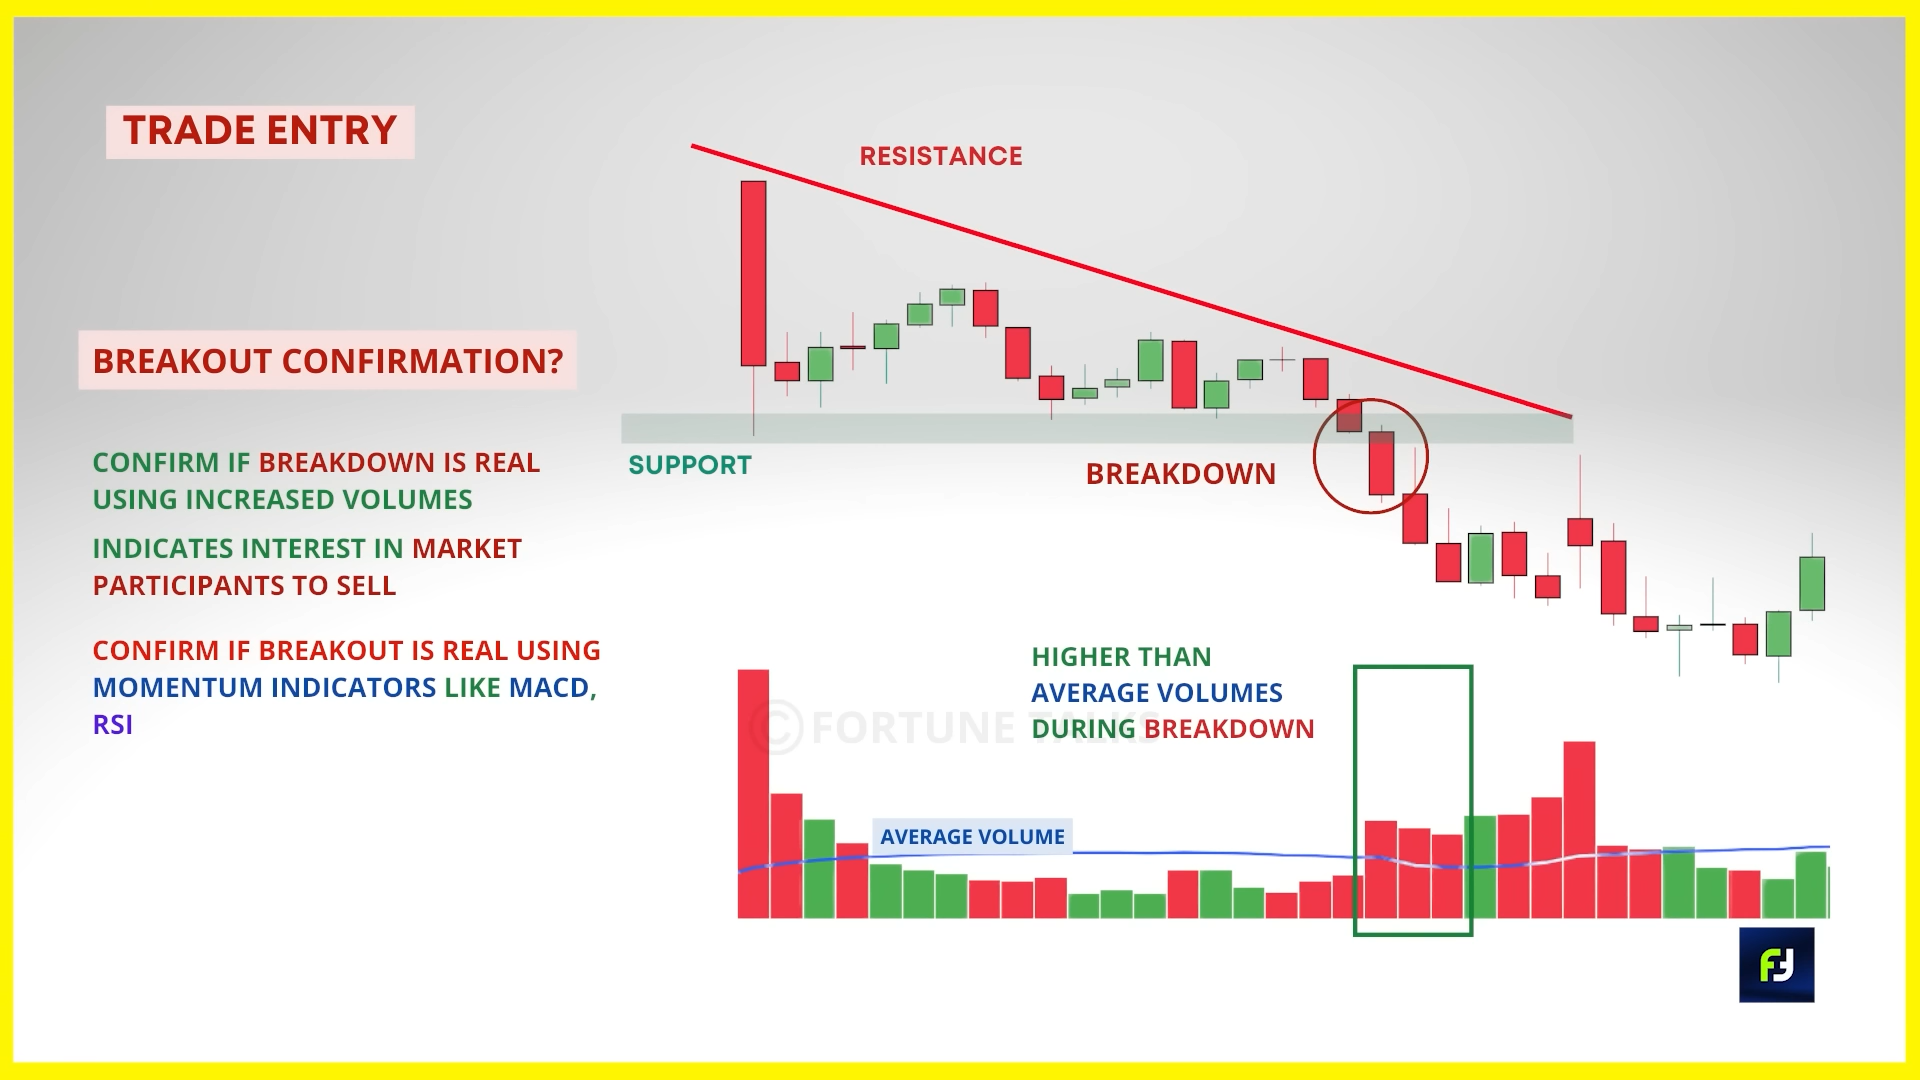 TRADE ENTRY
RESISTANCE
BREAKOUT CONFIRMATION?
CONFIRM IF BREAKDOWN IS REAL
USING INCREASED VOLUMES
INDICATES INTEREST IN MARKET
PARTICIPANTS TO SELL
CONFIRM IF BREAKOUT IS REAL USING
MOMENTUM INDICATORS LIKE MACD,
RSI
SUPPORT
BREAKDOWN
HIGHER THAN
AVERAGE VOLUMES
DURING BREAKDOWN
© FORTUNE TALKS
AVERAGE VOLUME